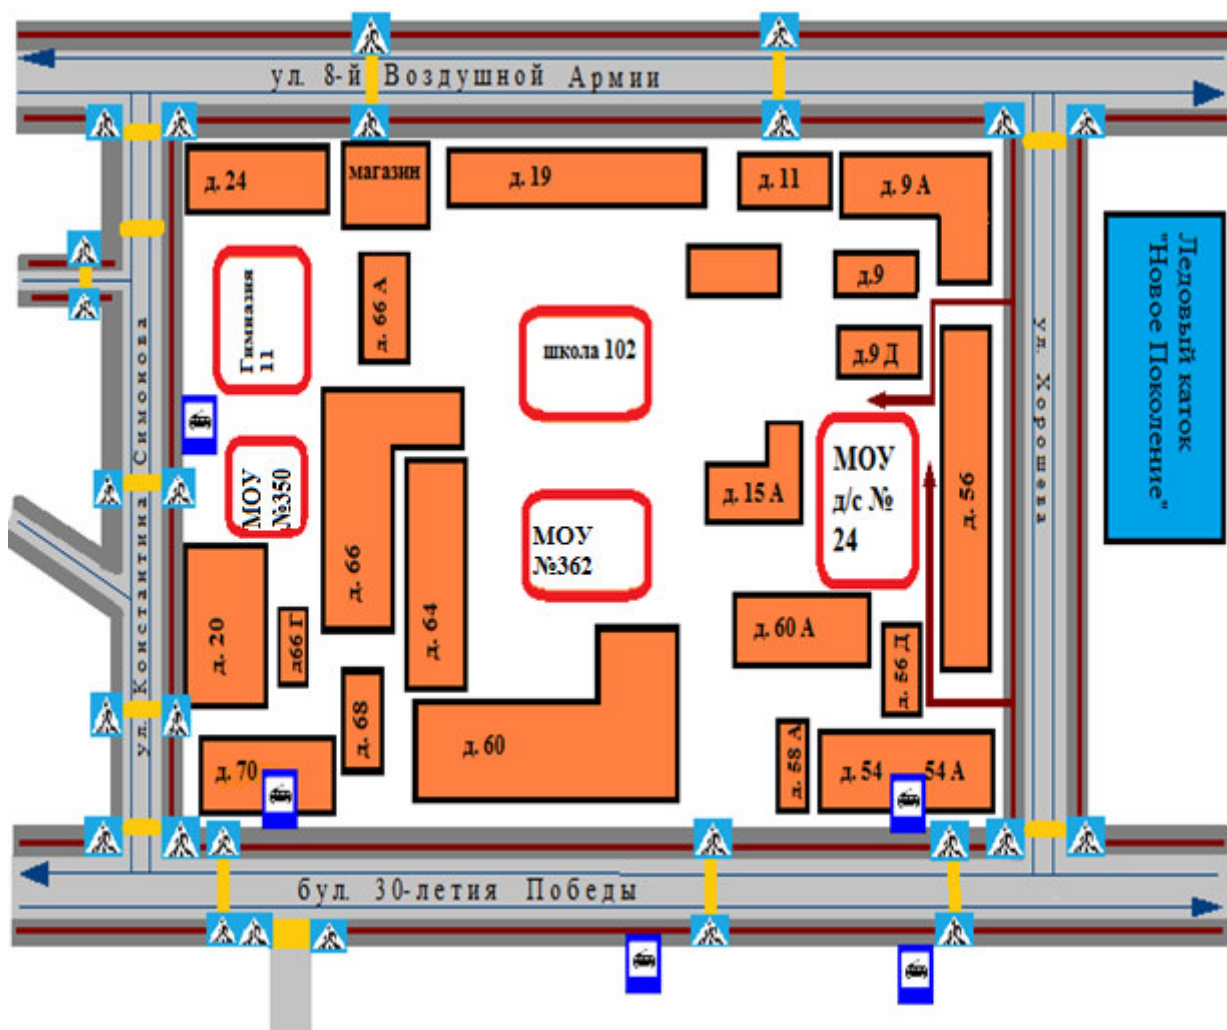 ул. 8-й Воздушной Армии
д. 24
магазин
д. 19
д. 11
д. 9 А
Гимназия
11
д. 66 А
д.9
школа 102
д.9 Д
Ледовый каток
"Новое Поколение"
ул. Константина Симонова
ул. Хорошева
МОУ
№350
д. 66
д. 64
МОУ
№362
д. 15 А
МОУ
д/с №
24
д. 56
д. 20
д66 Г
д. 60 А
д. 56 Д
д. 68
д. 60
д. 58 А
д. 70
д. 54 54 А
бул. 30-летия Победы